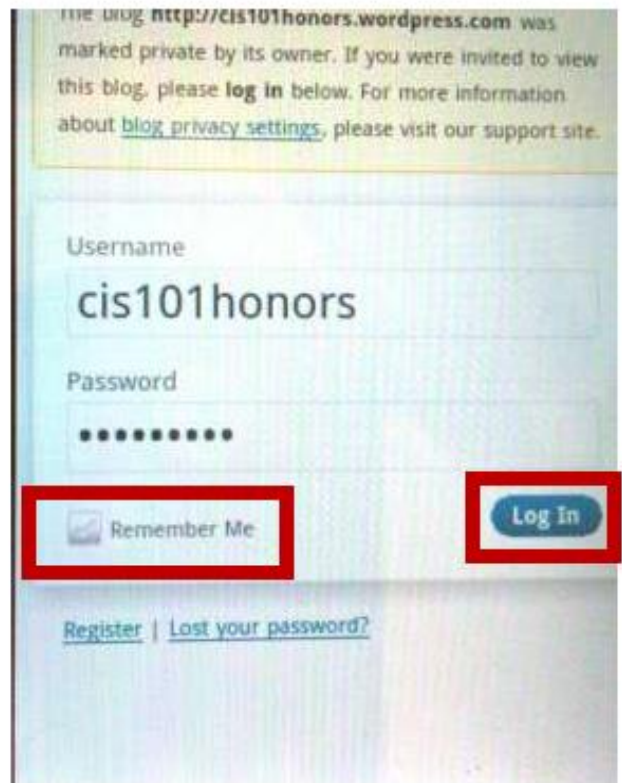 The blog http://cis101honors.wordpress.com was
marked private by its owner. If you were invited to view
this blog, please log in below. For more information
about blog privacy settings, please visit our support site.
Username
cis101honors
Password
•••••••••
Remember Me
Log In
Register | Lost your password?